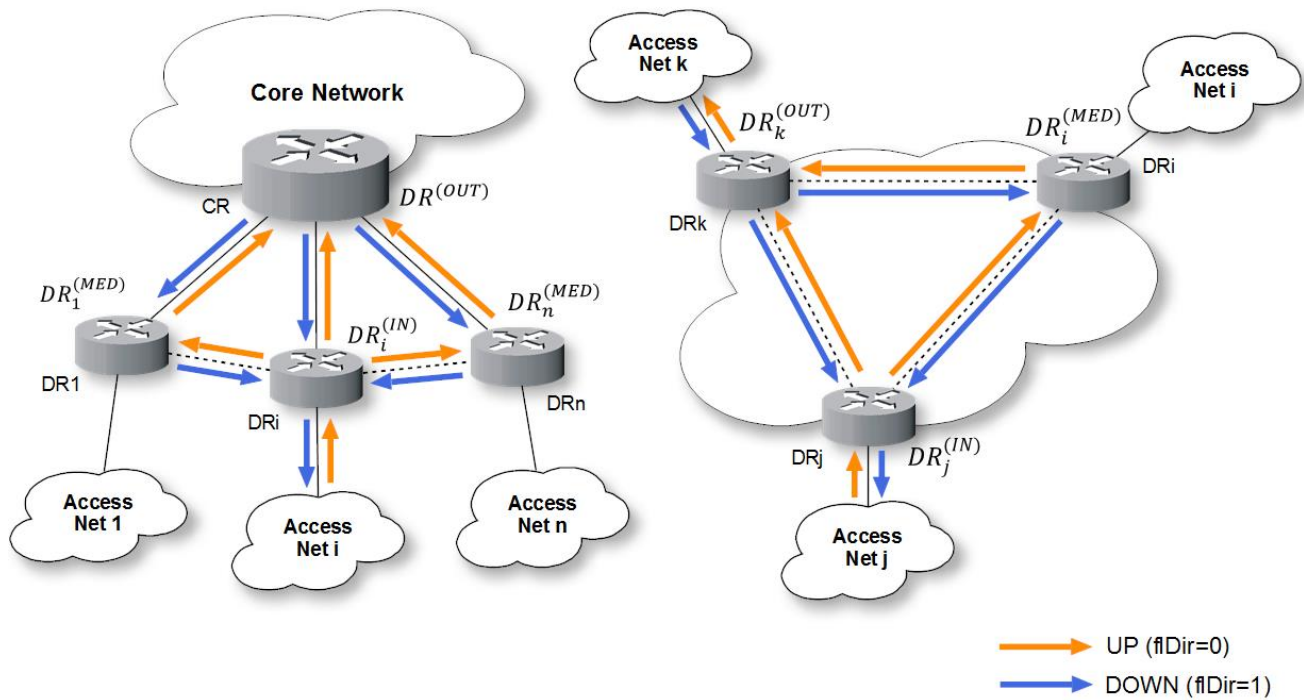 Core Network
CR
DR^(OUT)
DR_1^(MED)
DR_n^(MED)
DR_i^(IN)
DR1
DRi
DRn
Access
Net 1
Access
Net i
Access
Net n
Access
Net k
Access
Net i
DR_k^(OUT)
DR_i^(MED)
DRi
DRk
DRj
DR_j^(IN)
Access
Net j
UP (flDir=0)
DOWN (flDir=1)